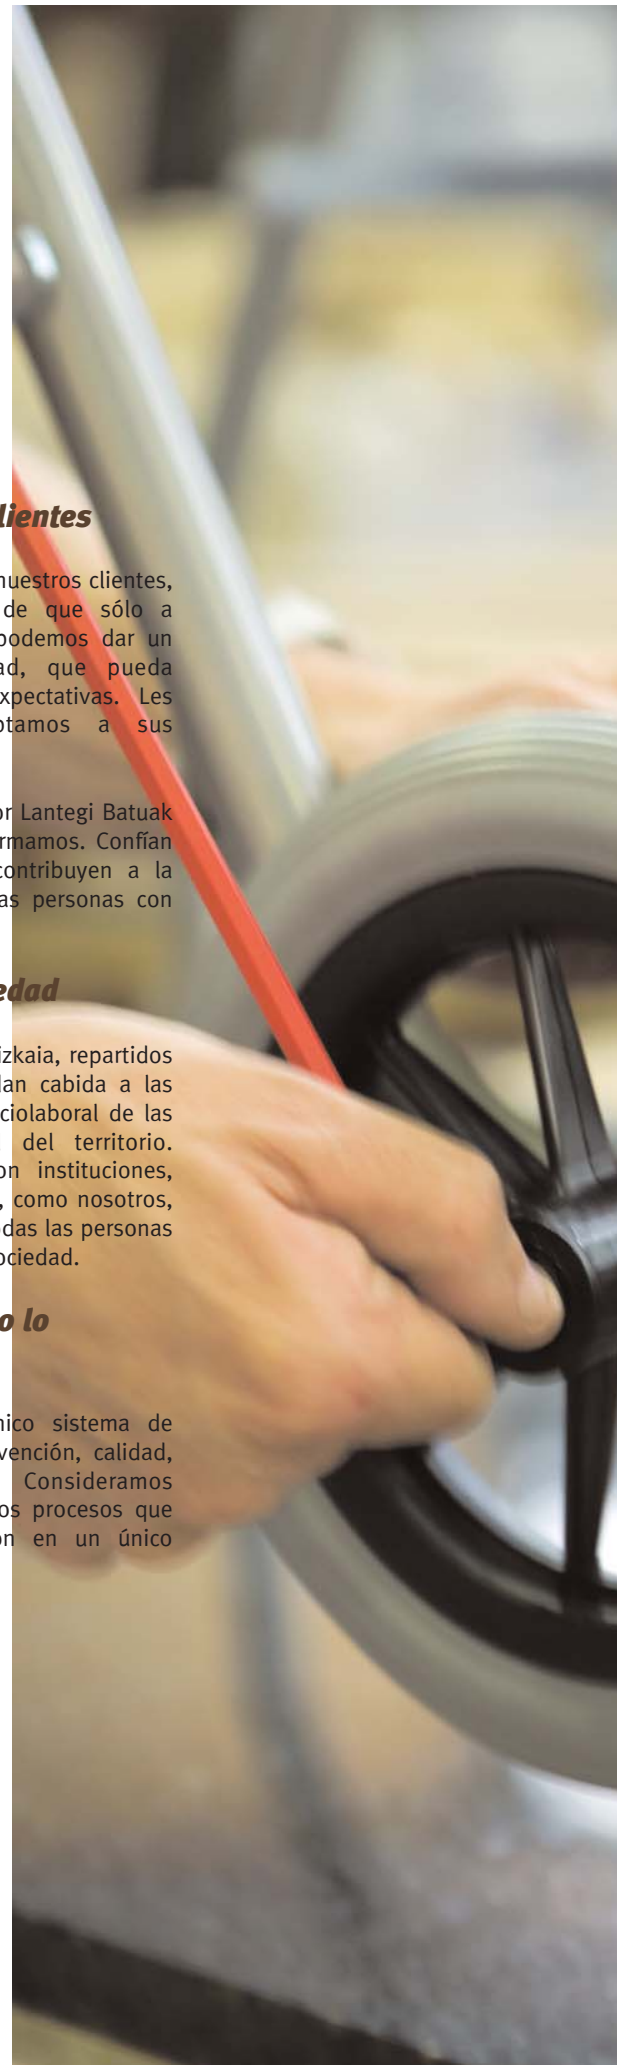 lientes
nuestros clientes,
de que sólo a
podemos dar un
ad, que pueda
xpectativas. Les
ptamos a sus
or Lantegi Batuak
rmamos. Confían
contribuyen a la
as personas con
edad
izkaia, repartidos
dan cabida a las
ciolaboral de las
del territorio.
on instituciones,
, como nosotros,
odas las personas
ociedad.
o lo
nico sistema de
vención, calidad,
Consideramos
os procesos que
ón en un único